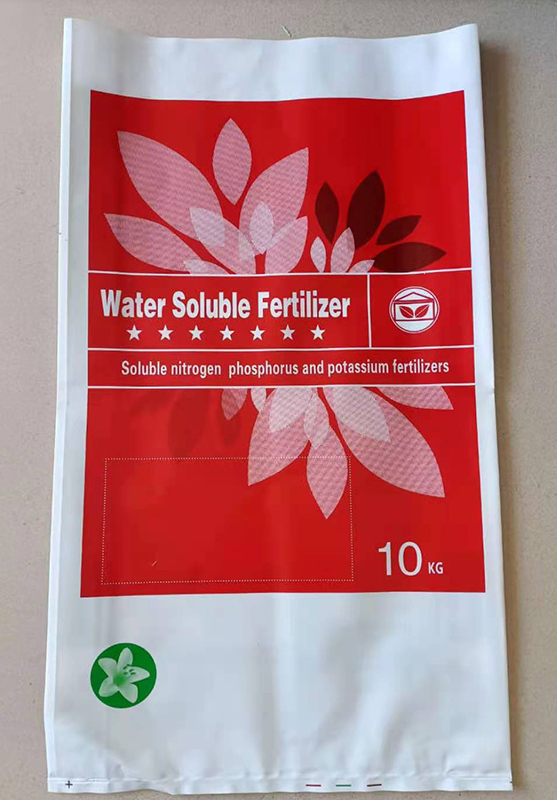 Water Soluble Fertilizer
Soluble nitrogen phosphorus and potassium fertilizers
10 KG